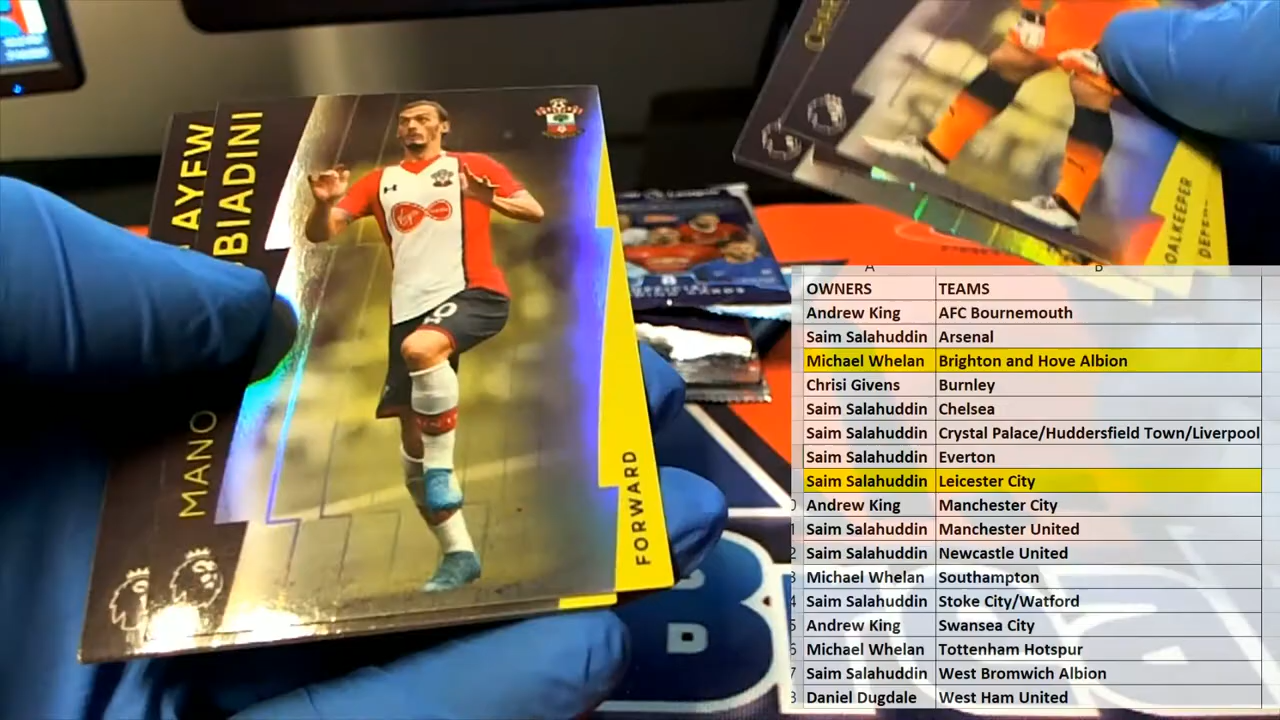 AYFW
BIADINI
MANO
FORWARD
OALKEEPER
DEFE
Virgin
A B
OWNERS TEAMS
Andrew King AFC Bournemouth
Saim Salahuddin Arsenal
Michael Whelan Brighton and Hove Albion
Chrisi Givens Burnley
Saim Salahuddin Chelsea
Saim Salahuddin Crystal Palace/Huddersfield Town/Liverpool
Saim Salahuddin Everton
Saim Salahuddin Leicester City
Andrew King Manchester City
Saim Salahuddin Manchester United
Saim Salahuddin Newcastle United
Michael Whelan Southampton
Saim Salahuddin Stoke City/Watford
Andrew King Swansea City
Michael Whelan Tottenham Hotspur
Saim Salahuddin West Bromwich Albion
Daniel Dugdale West Ham United